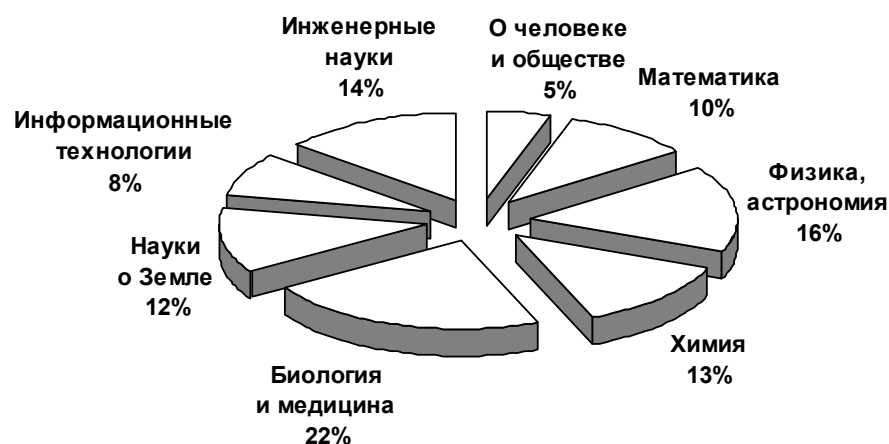 Инженерные
науки
14%
О человеке
и обществе
5%
Математика
10%
Физика,
астрономия
16%
Химия
13%
Биология
и медицина
22%
Науки
о Земле
12%
Информационные
технологии
8%